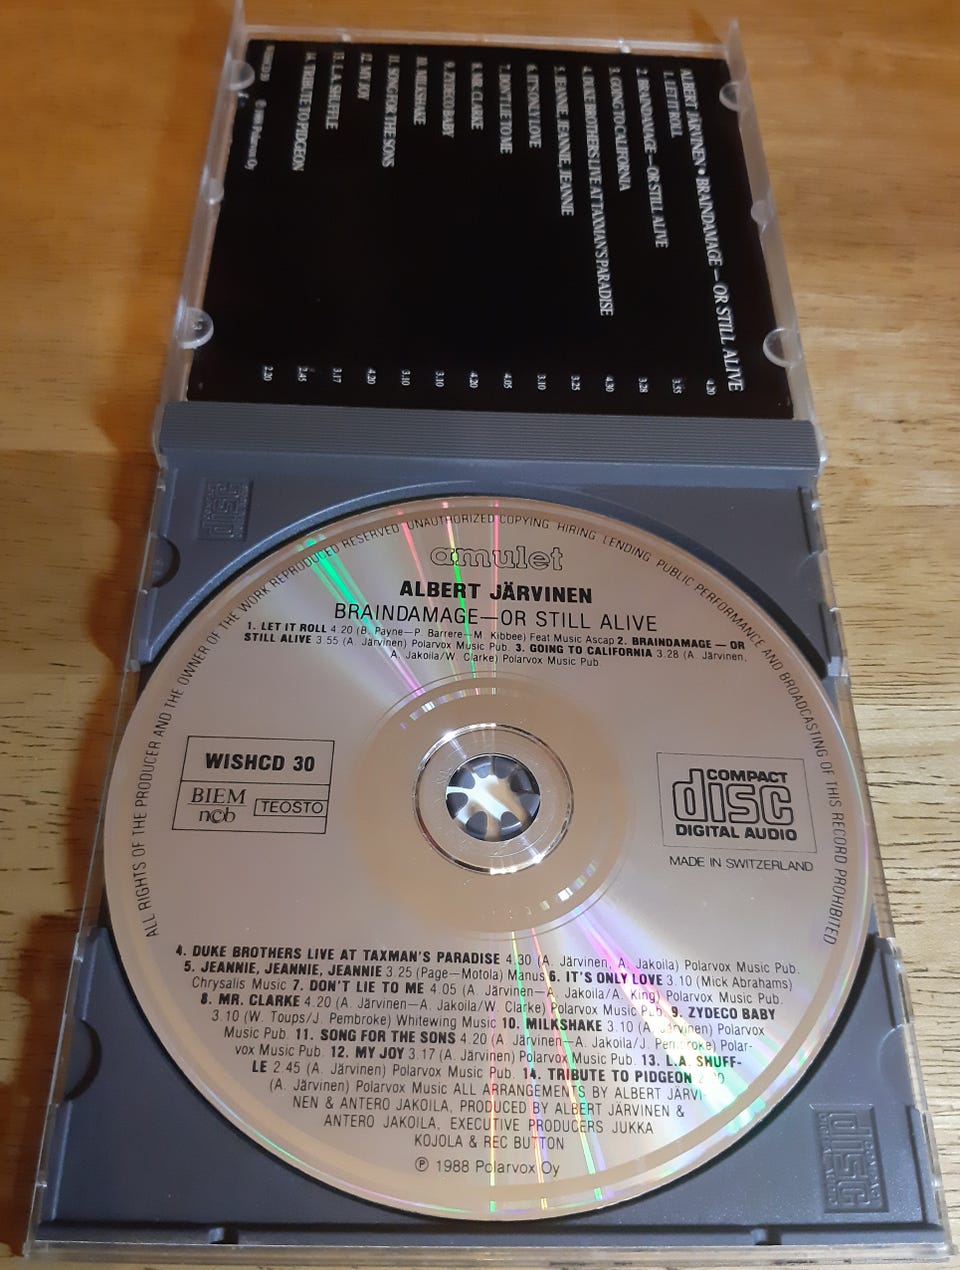 ALBERT JÄRVINEN • BRAINDAMAGE — OR STILL ALIVE
1. LET IT ROLL 4.20
2. BRAINDAMAGE — OR STILL ALIVE 3.55
3. GOING TO CALIFORNIA 3.28
4. DUKE BROTHERS LIVE AT TAXMAN'S PARADISE 4.30
5. JEANNIE, JEANNIE, JEANNIE 3.25
6. IT'S ONLY LOVE 3.10
7. DON'T LIE TO ME 4.05
8. MR. CLARKE 4.20
9. ZYDECO BABY 3.10
10. MILKSHAKE 3.10
11. SONG FOR THE SONS 4.20
12. MY JOY 3.17
13. L.A. SHUFFLE 2.45
14. TRIBUTE TO PIDGEON 2.20
WISHCD 30 ℗ 1988 Polarvox Oy
COMPACT disc DIGITAL AUDIO
ALL RIGHTS OF THE PRODUCER AND THE OWNER OF THE WORK REPRODUCED RESERVED UNAUTHORIZED COPYING HIRING LENDING PUBLIC PERFORMANCE AND BROADCASTING OF THIS RECORD PROHIBITED
amulet
ALBERT JÄRVINEN
BRAINDAMAGE—OR STILL ALIVE
1. LET IT ROLL 4.20 (B. Payne—P. Barrere—M. Kibbee) Feat Music Ascap 2. BRAINDAMAGE — OR
STILL ALIVE 3.55 (A. Järvinen) Polarvox Music Pub. 3. GOING TO CALIFORNIA 3.28 (A. Järvinen,
A. Jakoila/W. Clarke) Polarvox Music Pub.
WISHCD 30
BIEM
ncb
TEOSTO
COMPACT
disc
DIGITAL AUDIO
MADE IN SWITZERLAND
4. DUKE BROTHERS LIVE AT TAXMAN'S PARADISE 4.30 (A. Järvinen, A. Jakoila) Polarvox Music Pub.
5. JEANNIE, JEANNIE, JEANNIE 3.25 (Page—Motola) Manus 6. IT'S ONLY LOVE 3.10 (Mick Abrahams)
Chrysalis Music 7. DON'T LIE TO ME 4.05 (A. Järvinen—A. Jakoila/A. King) Polarvox Music Pub.
8. MR. CLARKE 4.20 (A. Järvinen—A. Jakoila/W. Clarke) Polarvox Music Pub. 9. ZYDECO BABY
3.10 (W. Toups/J. Pembroke) Whitewing Music 10. MILKSHAKE 3.10 (A. Järvinen) Polarvox
Music Pub. 11. SONG FOR THE SONS 4.20 (A. Järvinen—A. Jakoila/J. Pembroke) Polar-
vox Music Pub. 12. MY JOY 3.17 (A. Järvinen) Polarvox Music Pub. 13. L.A. SHUFF-
LE 2.45 (A. Järvinen) Polarvox Music Pub. 14. TRIBUTE TO PIDGEON 2.20
(A. Järvinen) Polarvox Music ALL ARRANGEMENTS BY ALBERT JÄRVI-
NEN & ANTERO JAKOILA, PRODUCED BY ALBERT JÄRVINEN &
ANTERO JAKOILA, EXECUTIVE PRODUCERS JUKKA
KOJOLA & REC BUTTON
℗ 1988 Polarvox Oy
COMPACT disc